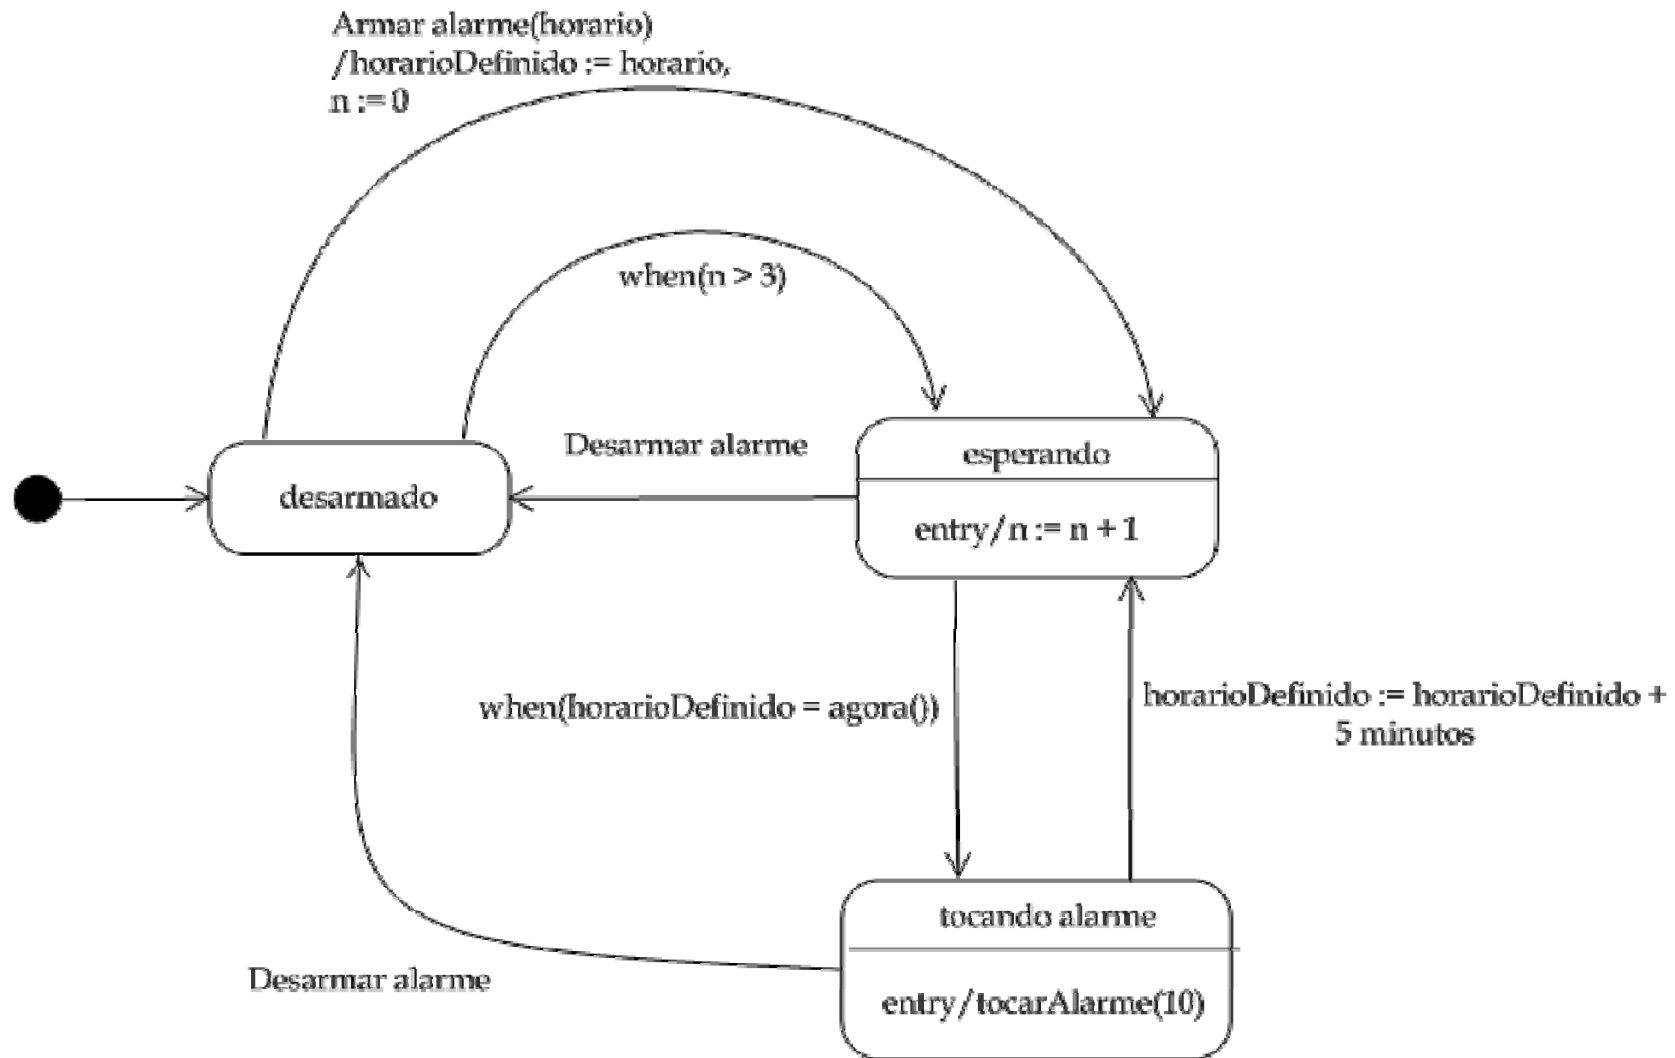 Armar alarme(horario)
/horarioDefinido := horario,
n := 0
when(n > 3)
Desarmar alarme
esperando
desarmado
entry/n := n + 1
when(horarioDefinido = agora())
horarioDefinido := horarioDefinido +
5 minutos
tocando alarme
Desarmar alarme
entry/tocarAlarme(10)